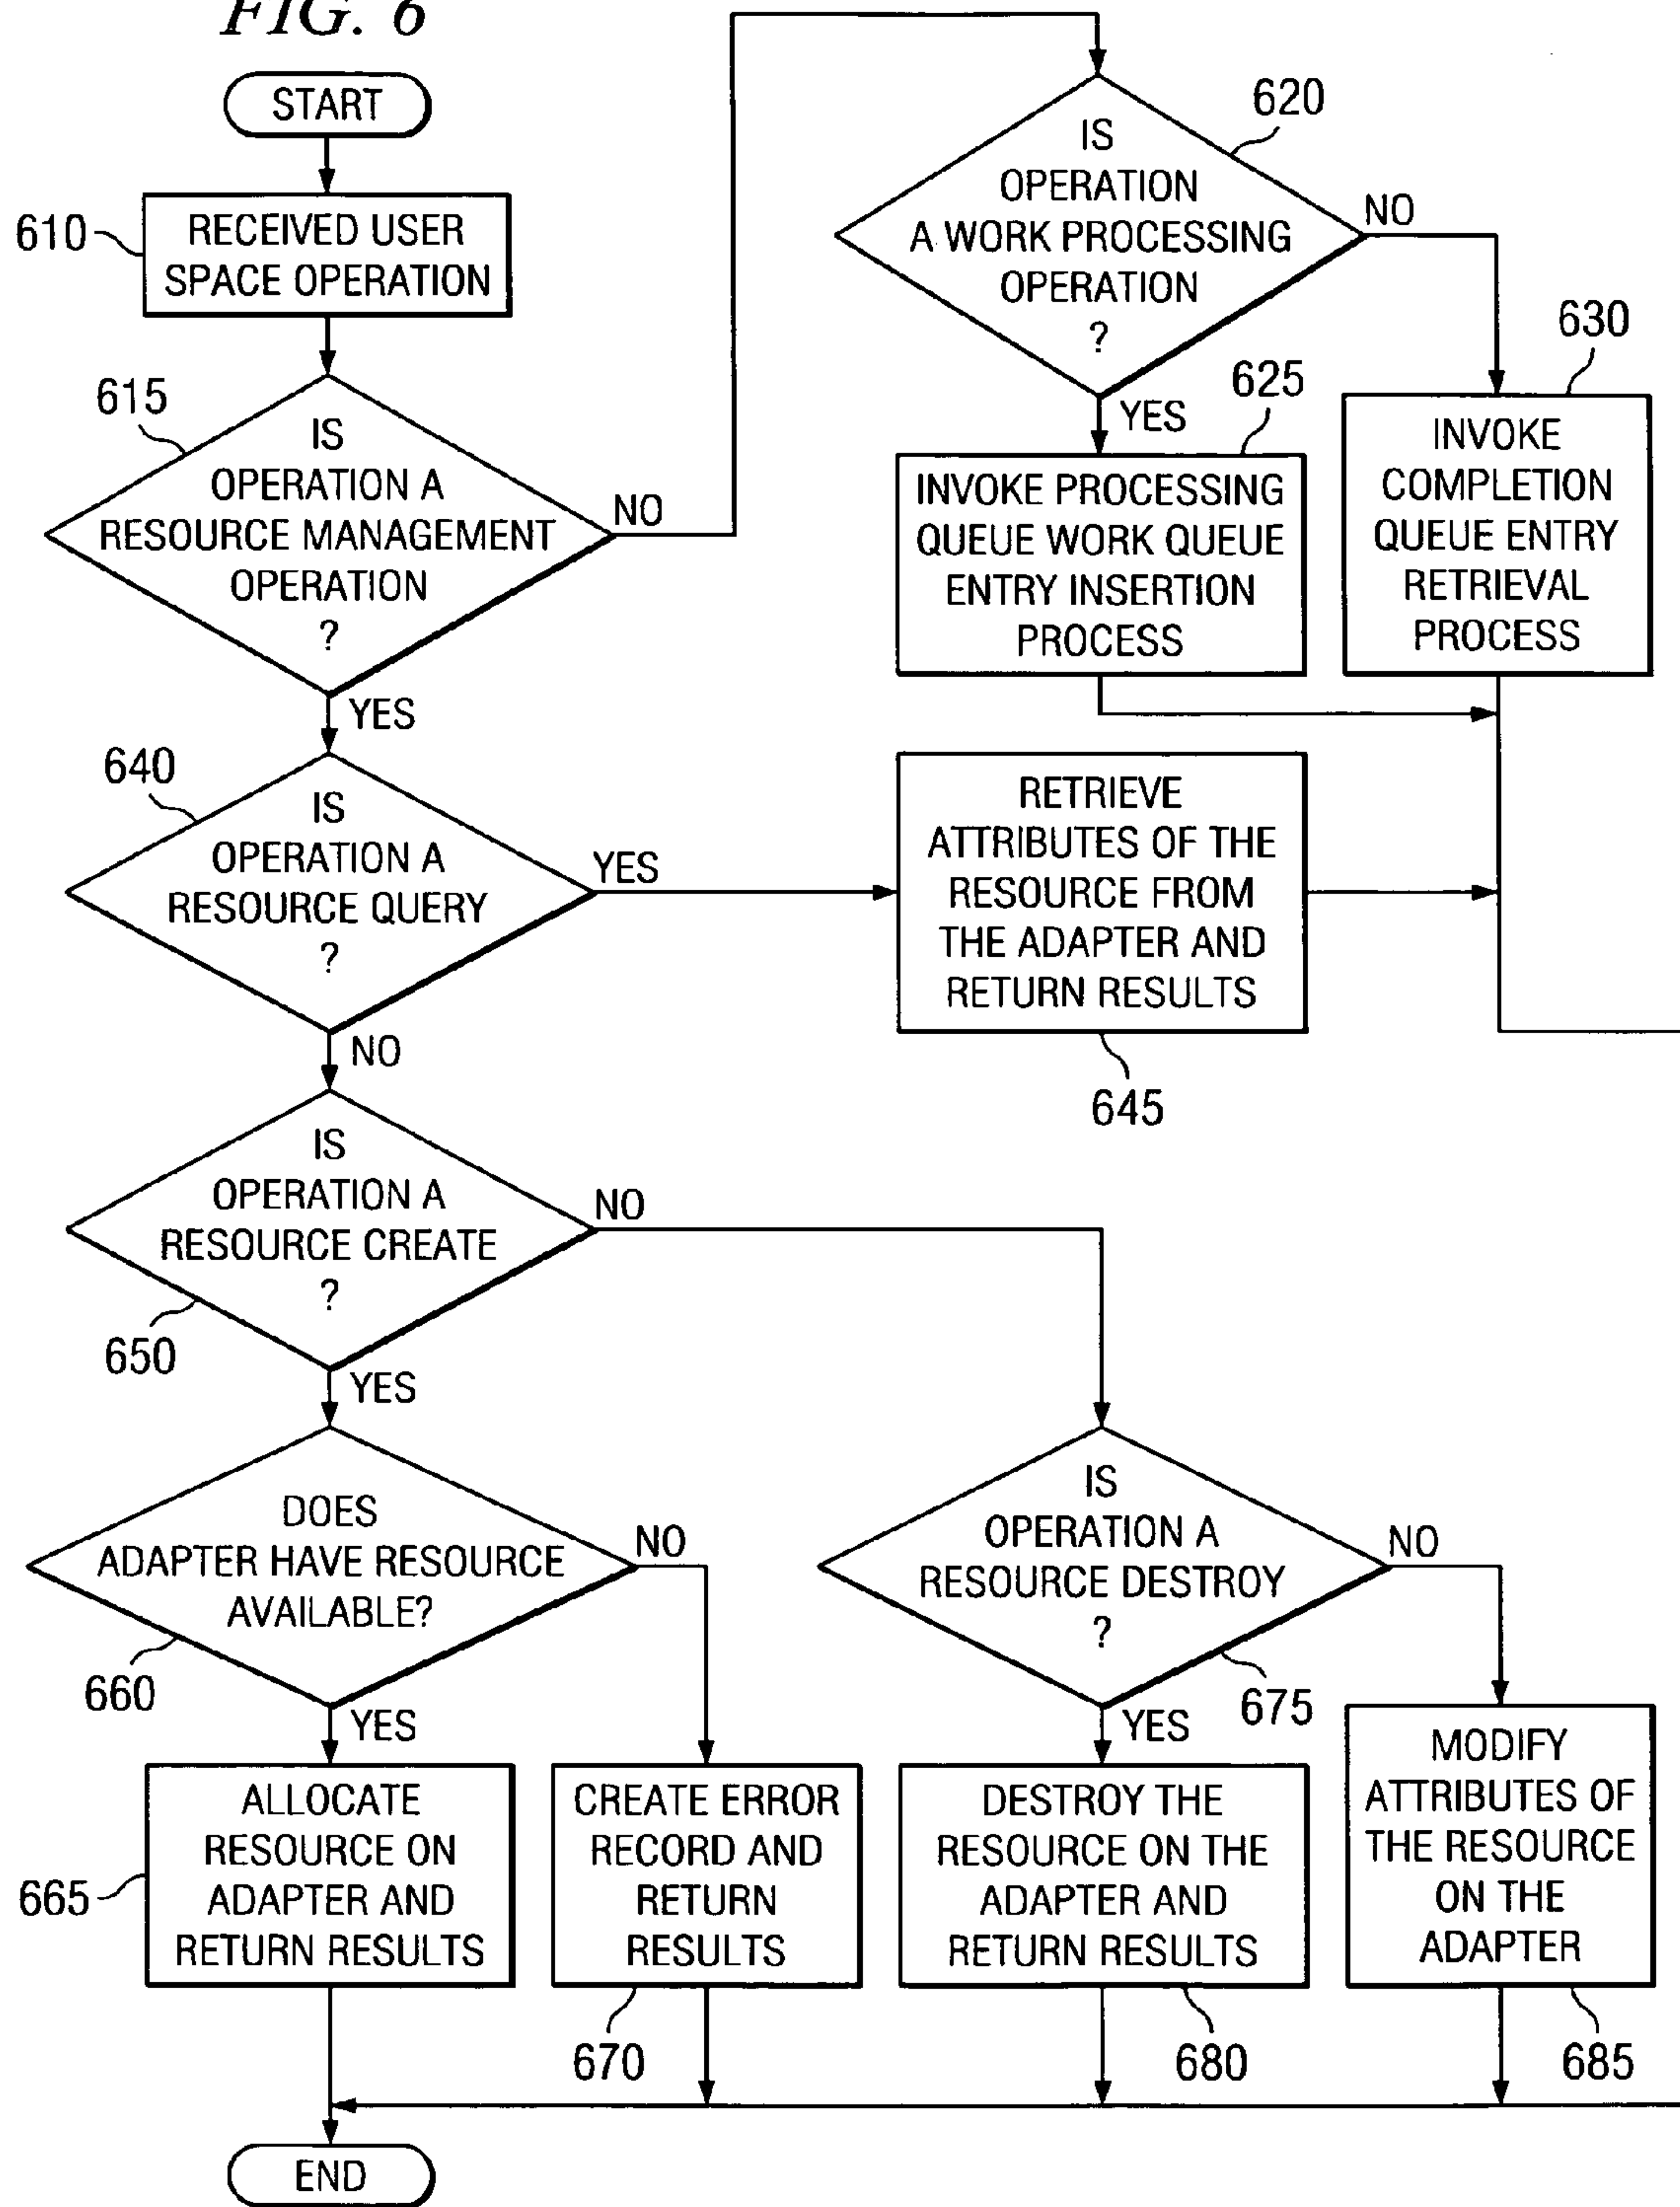 FIG. 6
START
610
RECEIVED USER
SPACE OPERATION
615
IS
OPERATION A
RESOURCE MANAGEMENT
OPERATION
?
NO
YES
620
IS
OPERATION
A WORK PROCESSING
OPERATION
?
NO
YES
625
INVOKE PROCESSING
QUEUE WORK QUEUE
ENTRY INSERTION
PROCESS
630
INVOKE
COMPLETION
QUEUE ENTRY
RETRIEVAL
PROCESS
640
IS
OPERATION A
RESOURCE QUERY
?
YES
NO
RETRIEVE
ATTRIBUTES OF THE
RESOURCE FROM
THE ADAPTER AND
RETURN RESULTS
645
IS
OPERATION A
RESOURCE CREATE
?
650
NO
YES
DOES
ADAPTER HAVE RESOURCE
AVAILABLE?
660
NO
YES
IS
OPERATION A
RESOURCE DESTROY
?
675
NO
YES
665
ALLOCATE
RESOURCE ON
ADAPTER AND
RETURN RESULTS
CREATE ERROR
RECORD AND
RETURN
RESULTS
670
DESTROY THE
RESOURCE ON THE
ADAPTER AND
RETURN RESULTS
680
MODIFY
ATTRIBUTES OF
THE RESOURCE
ON THE
ADAPTER
685
END